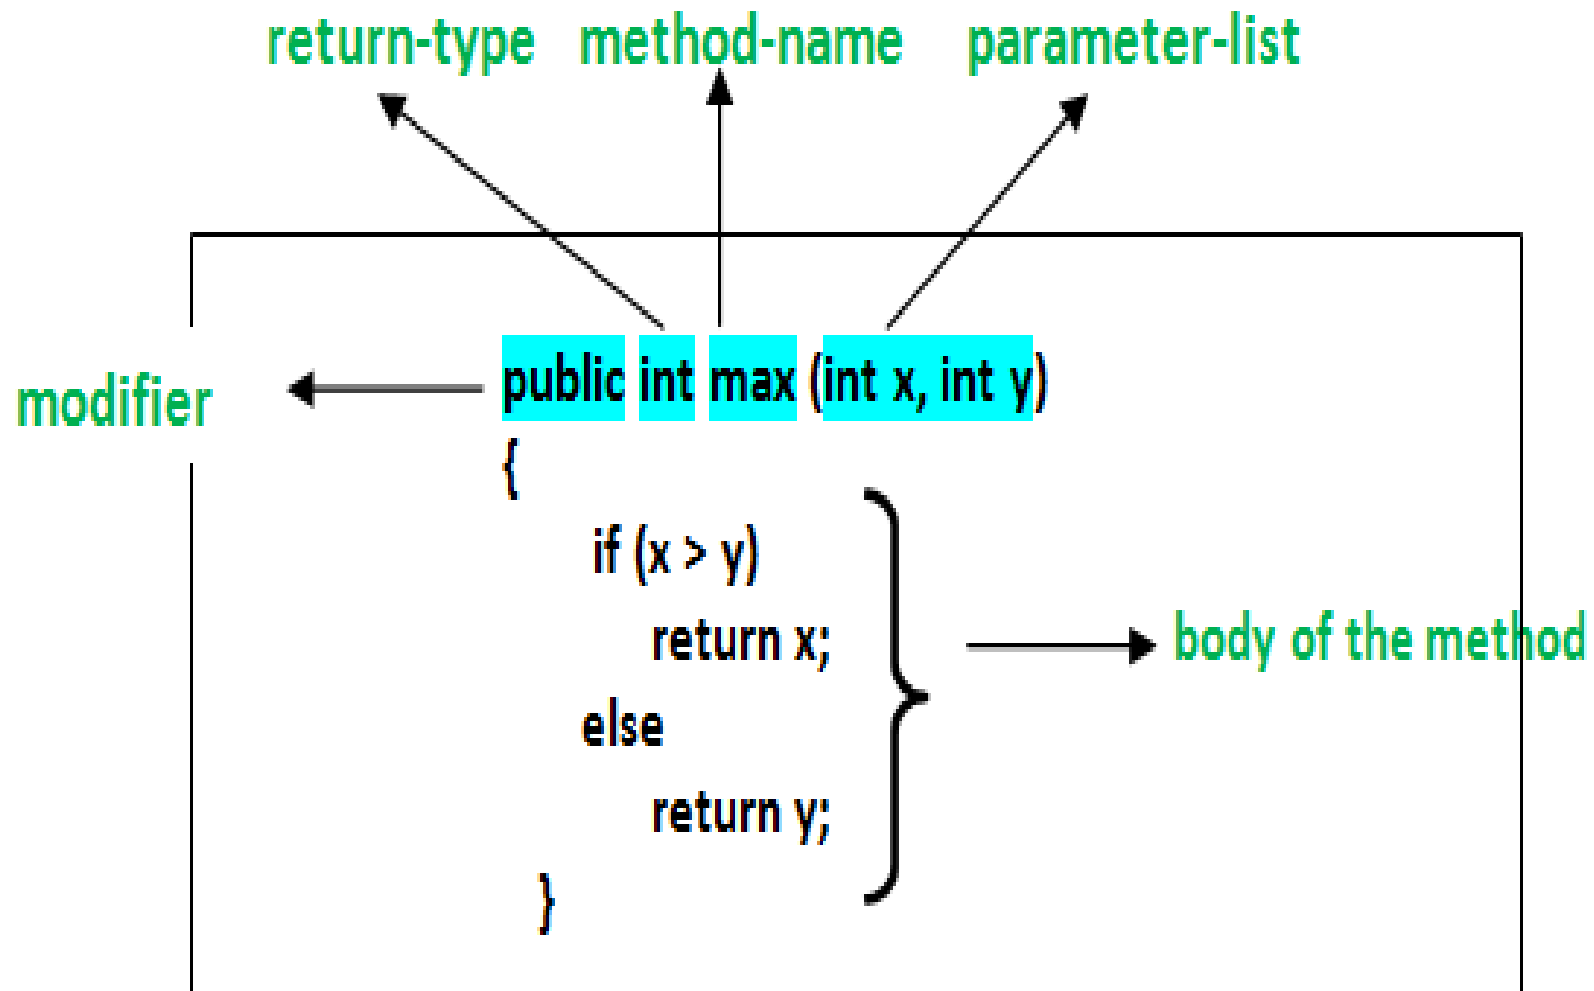 return-type method-name parameter-list
modifier
public int max (int x, int y)
{
if (x > y)
return x;
else
return y;
}
body of the method